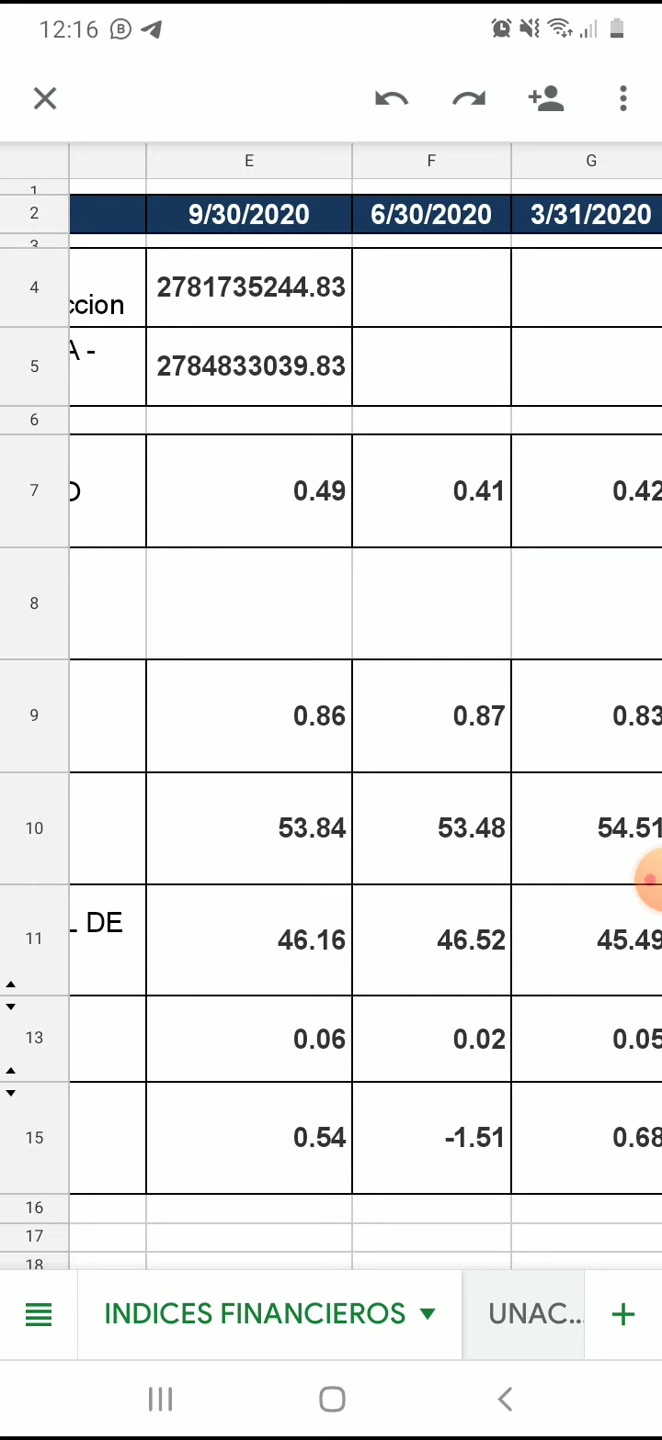 12:16
E F G
1
2 9/30/2020 6/30/2020 3/31/2020
3
4 ccion 2781735244.83
5 A - 2784833039.83
6
7 O 0.49 0.41 0.42
8
9 0.86 0.87 0.83
10 53.84 53.48 54.51
11 L DE 46.16 46.52 45.49
13 0.06 0.02 0.05
15 0.54 -1.51 0.68
16
17
18
INDICES FINANCIEROS UNAC...